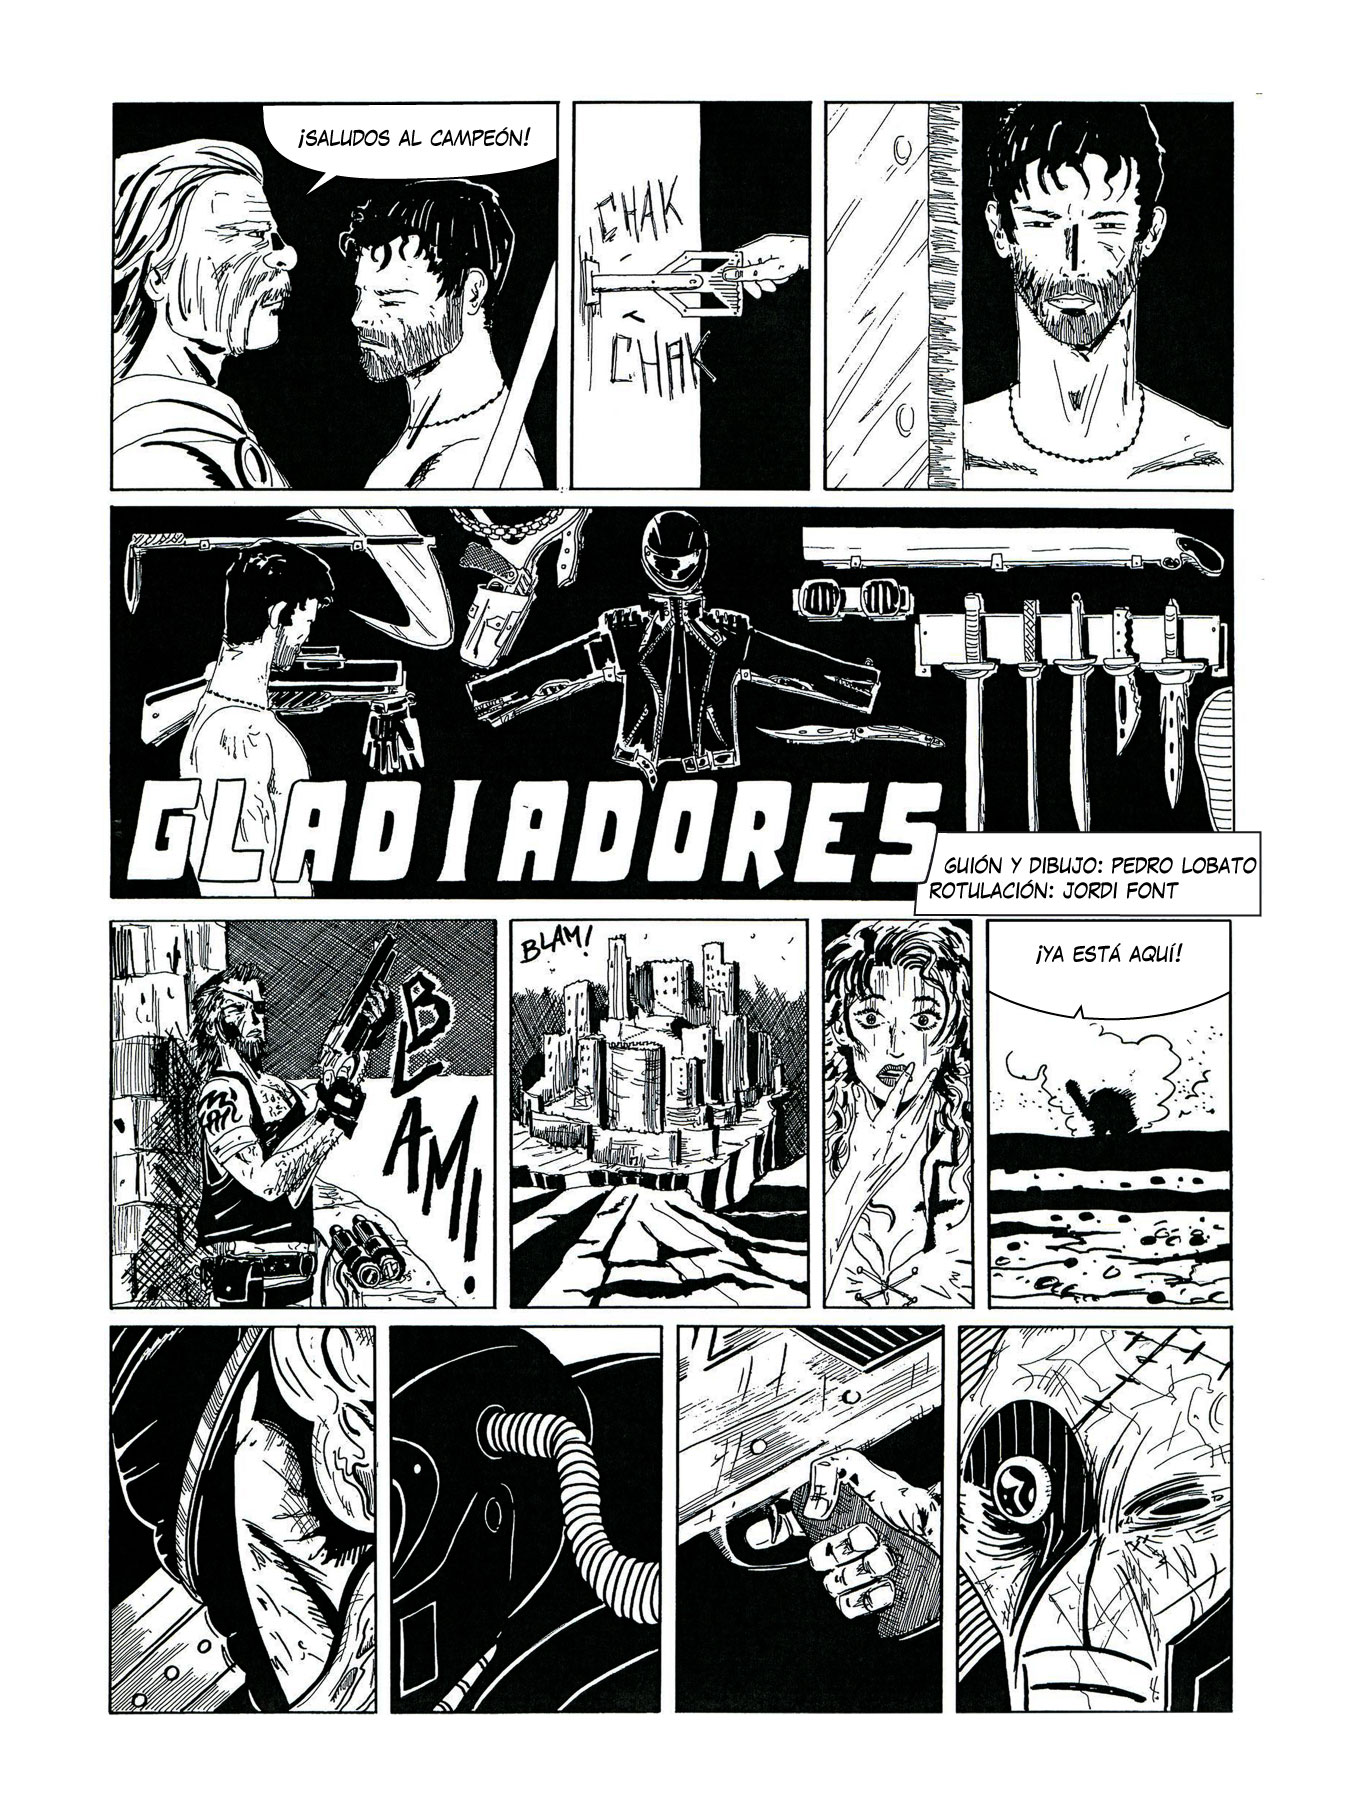 ¡SALUDOS AL CAMPEÓN!
CHAK
CHAK
GLADIADORES
GUIÓN Y DIBUJO: PEDRO LOBATO
ROTULACIÓN: JORDI FONT
BLAM!
BLAM!
¡YA ESTÁ AQUÍ!